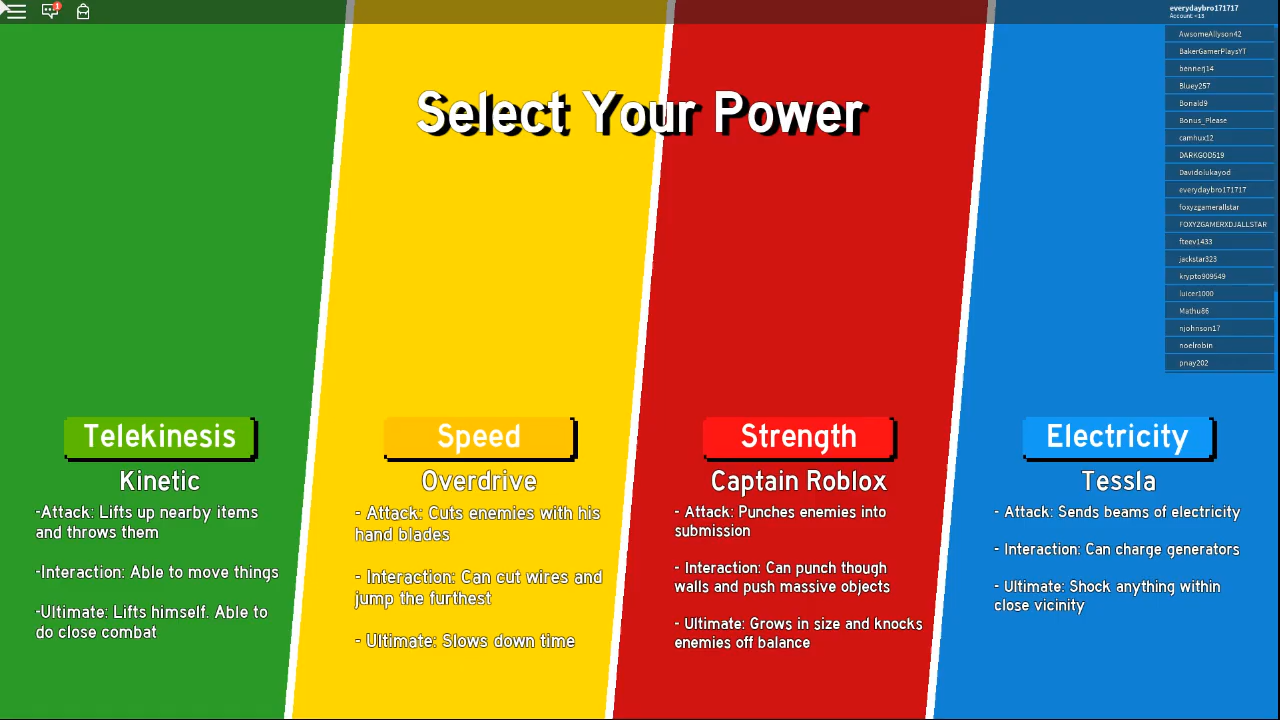 1
everydaybro171717
Account: <13
AwsomeAllyson42
BakerGamerPlaysYT
bennerj14
Bluey257
Bonald9
Bonus_Please
camhux12
DARKGOD519
Davidolukayod
everydaybro171717
foxyzgamerallstar
FOXYZGAMERXDJALLSTAR
fteev1433
jackstar323
krypto909549
luicer1000
Mathu86
njohnson17
noelrobin
pnay202
Select Your Power
Telekinesis
Kinetic
-Attack: Lifts up nearby items
and throws them
-Interaction: Able to move things
-Ultimate: Lifts himself. Able to
do close combat
Speed
Overdrive
- Attack: Cuts enemies with his
hand blades
- Interaction: Can cut wires and
jump the furthest
- Ultimate: Slows down time
Strength
Captain Roblox
- Attack: Punches enemies into
submission
- Interaction: Can punch though
walls and push massive objects
- Ultimate: Grows in size and knocks
enemies off balance
Electricity
Tessla
- Attack: Sends beams of electricity
- Interaction: Can charge generators
- Ultimate: Shock anything within
close vicinity